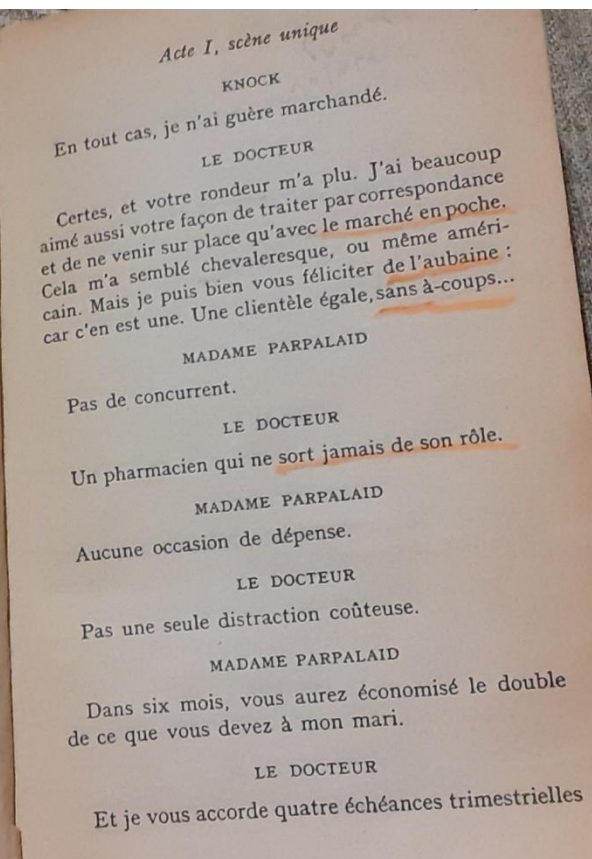 Acte I, scène unique
KNOCK
En tout cas, je n'ai guère marchandé.
LE DOCTEUR
Certes, et votre rondeur m'a plu. J'ai beaucoup
aimé aussi votre façon de traiter par correspondance
et de ne venir sur place qu'avec le marché en poche.
Cela m'a semblé chevaleresque, ou même améri-
cain. Mais je puis bien vous féliciter de l'aubaine :
car c'en est une. Une clientèle égale, sans à-coups...
MADAME PARPALAID
Pas de concurrent.
LE DOCTEUR
Un pharmacien qui ne sort jamais de son rôle.
MADAME PARPALAID
Aucune occasion de dépense.
LE DOCTEUR
Pas une seule distraction coûteuse.
MADAME PARPALAID
Dans six mois, vous aurez économisé le double
de ce que vous devez à mon mari.
LE DOCTEUR
Et je vous accorde quatre échéances trimestrielles